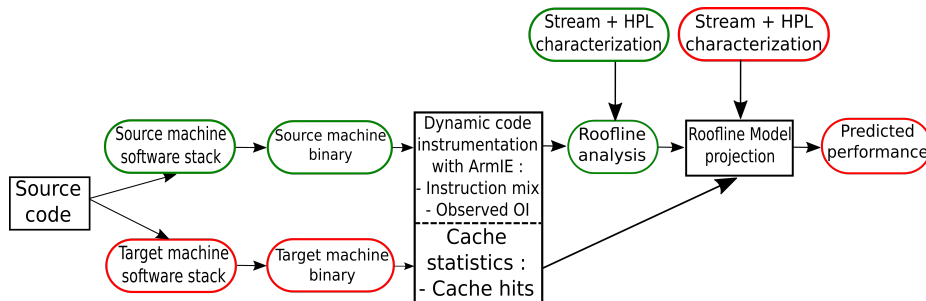 Stream + HPL
characterization
Stream + HPL
characterization
Source machine
software stack
Source machine
binary
Dynamic code
instrumentation
with ArmIE :
- Instruction mix
- Observed OI
Roofline
analysis
Roofline Model
projection
Predicted
performance
Source
code
Target machine
software stack
Target machine
binary
Cache
statistics :
- Cache hits